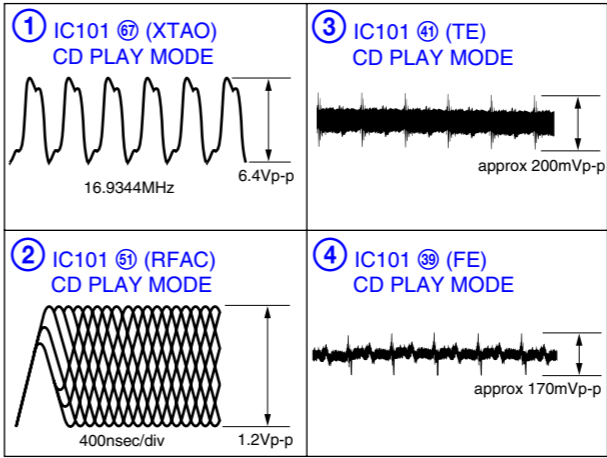 ① IC101 ㊿ (XTAO)
CD PLAY MODE
16.9344MHz
6.4Vp-p
② IC101 51 (RFAC)
CD PLAY MODE
400nsec/div
1.2Vp-p
③ IC101 ㊶ (TE)
CD PLAY MODE
approx 200mVp-p
④ IC101 ㊴ (FE)
CD PLAY MODE
approx 170mVp-p